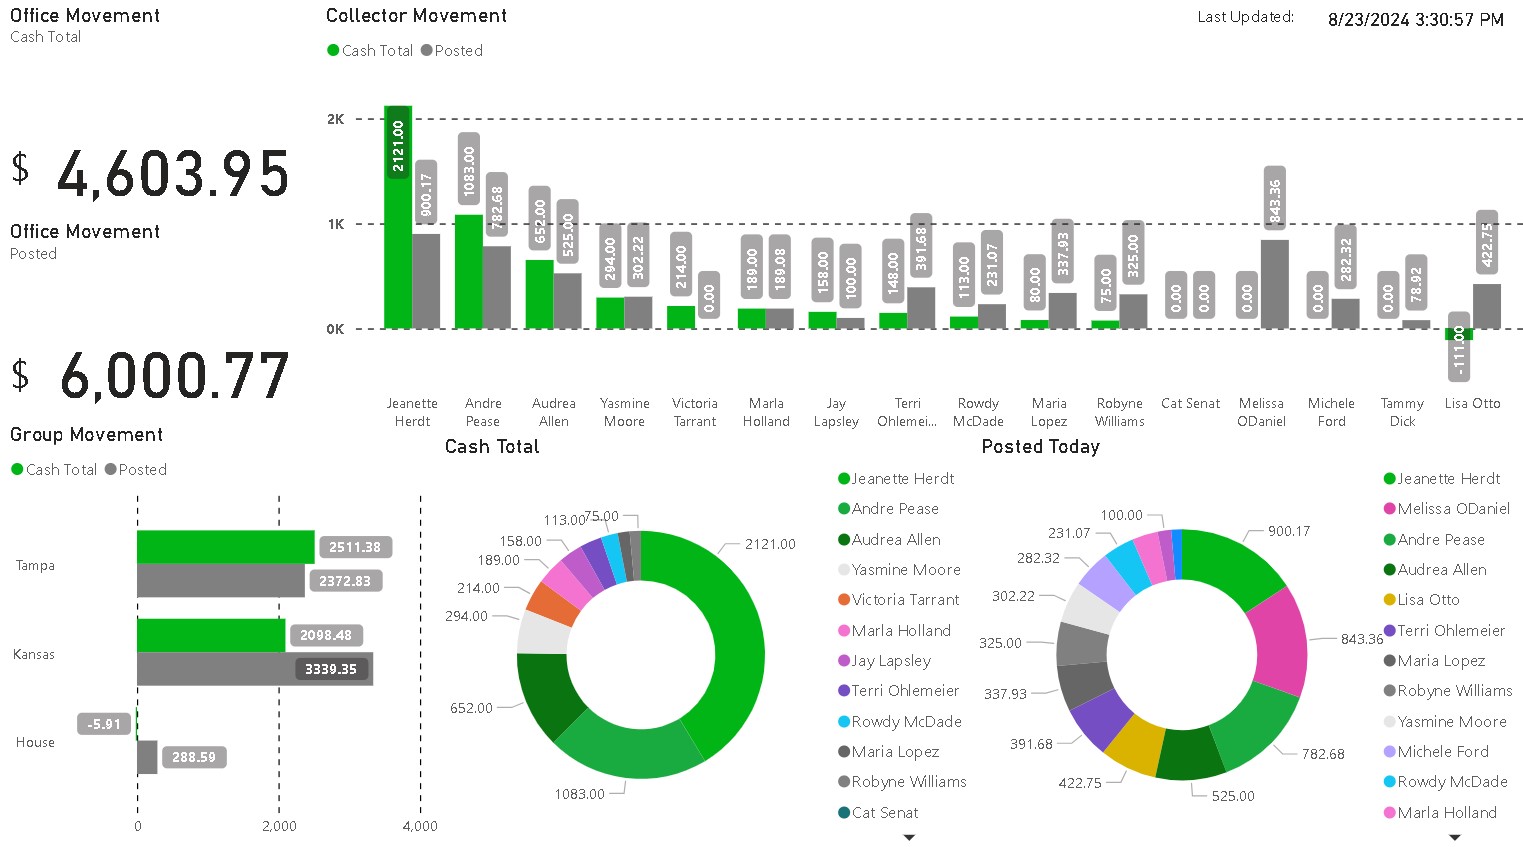 Office Movement
Cash Total
$ 4,603.95
Office Movement
Posted
$ 6,000.77
Collector Movement
Cash Total Posted
Last Updated: 8/23/2024 3:30:57 PM
2K
1K
0K
2121.00
900.17
1083.00
782.68
652.00
525.00
294.00
302.22
214.00
0.00
189.00
189.08
158.00
100.00
148.00
391.68
113.00
231.07
80.00
337.93
75.00
325.00
0.00
0.00
0.00
843.36
0.00
282.32
0.00
78.92
-111.00
422.75
Jeanette
Herdt
Andre
Pease
Audrea
Allen
Yasmine
Moore
Victoria
Tarrant
Marla
Holland
Jay
Lapsley
Terri
Ohlemei...
Rowdy
McDade
Maria
Lopez
Robyne
Williams
Cat Senat
Melissa
ODaniel
Michele
Ford
Tammy
Dick
Lisa Otto
Group Movement
Cash Total Posted
Tampa
2511.38
2372.83
Kansas
2098.48
3339.35
House
-5.91
288.59
0
2,000
4,000
Cash Total
2121.00
1083.00
652.00
294.00
214.00
189.00
158.00
113.00
75.00
Jeanette Herdt
Andre Pease
Audrea Allen
Yasmine Moore
Victoria Tarrant
Marla Holland
Jay Lapsley
Terri Ohlemeier
Rowdy McDade
Maria Lopez
Robyne Williams
Cat Senat
Posted Today
900.17
843.36
782.68
525.00
422.75
391.68
337.93
325.00
302.22
282.32
231.07
100.00
Jeanette Herdt
Melissa ODaniel
Andre Pease
Audrea Allen
Lisa Otto
Terri Ohlemeier
Maria Lopez
Robyne Williams
Yasmine Moore
Michele Ford
Rowdy McDade
Marla Holland